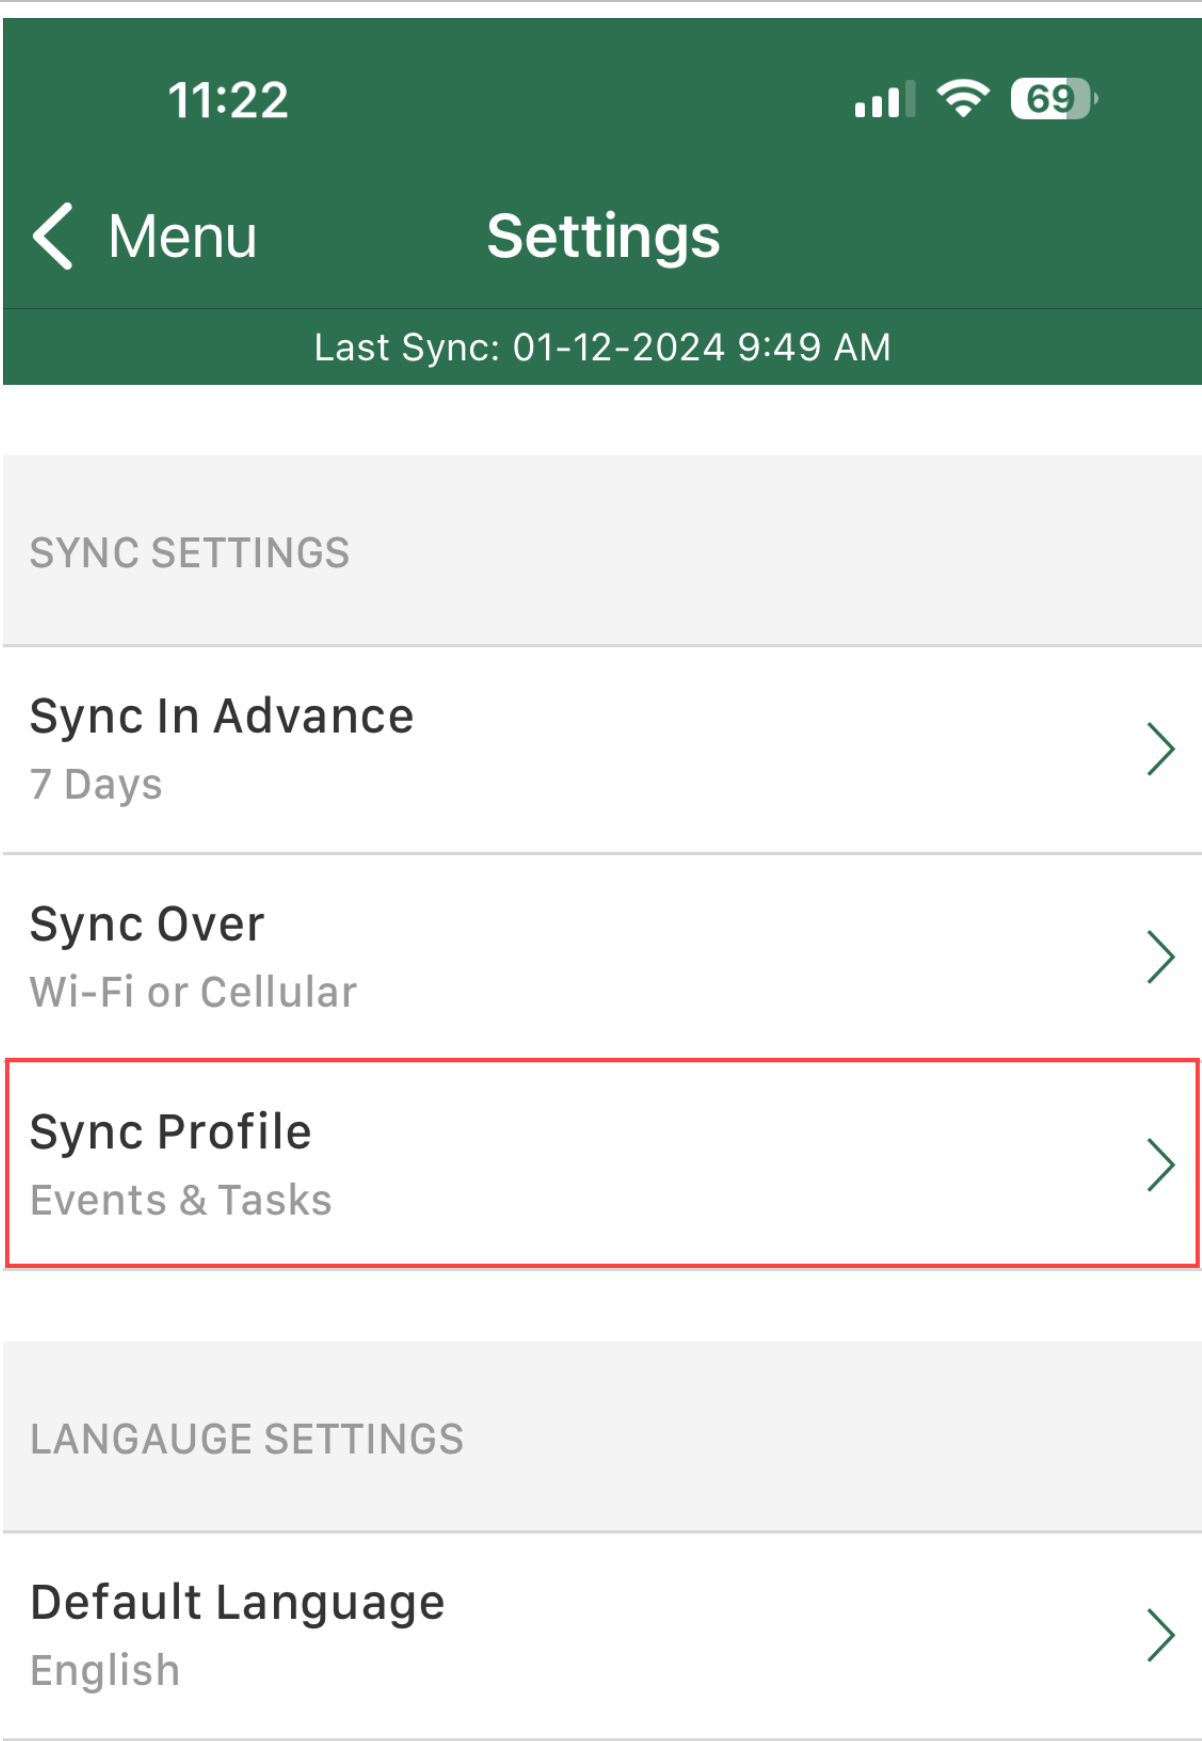 11:22
69
Menu
Settings
Last Sync: 01-12-2024 9:49 AM
SYNC SETTINGS
Sync In Advance
7 Days
Sync Over
Wi-Fi or Cellular
Sync Profile
Events & Tasks
LANGAUGE SETTINGS
Default Language
English